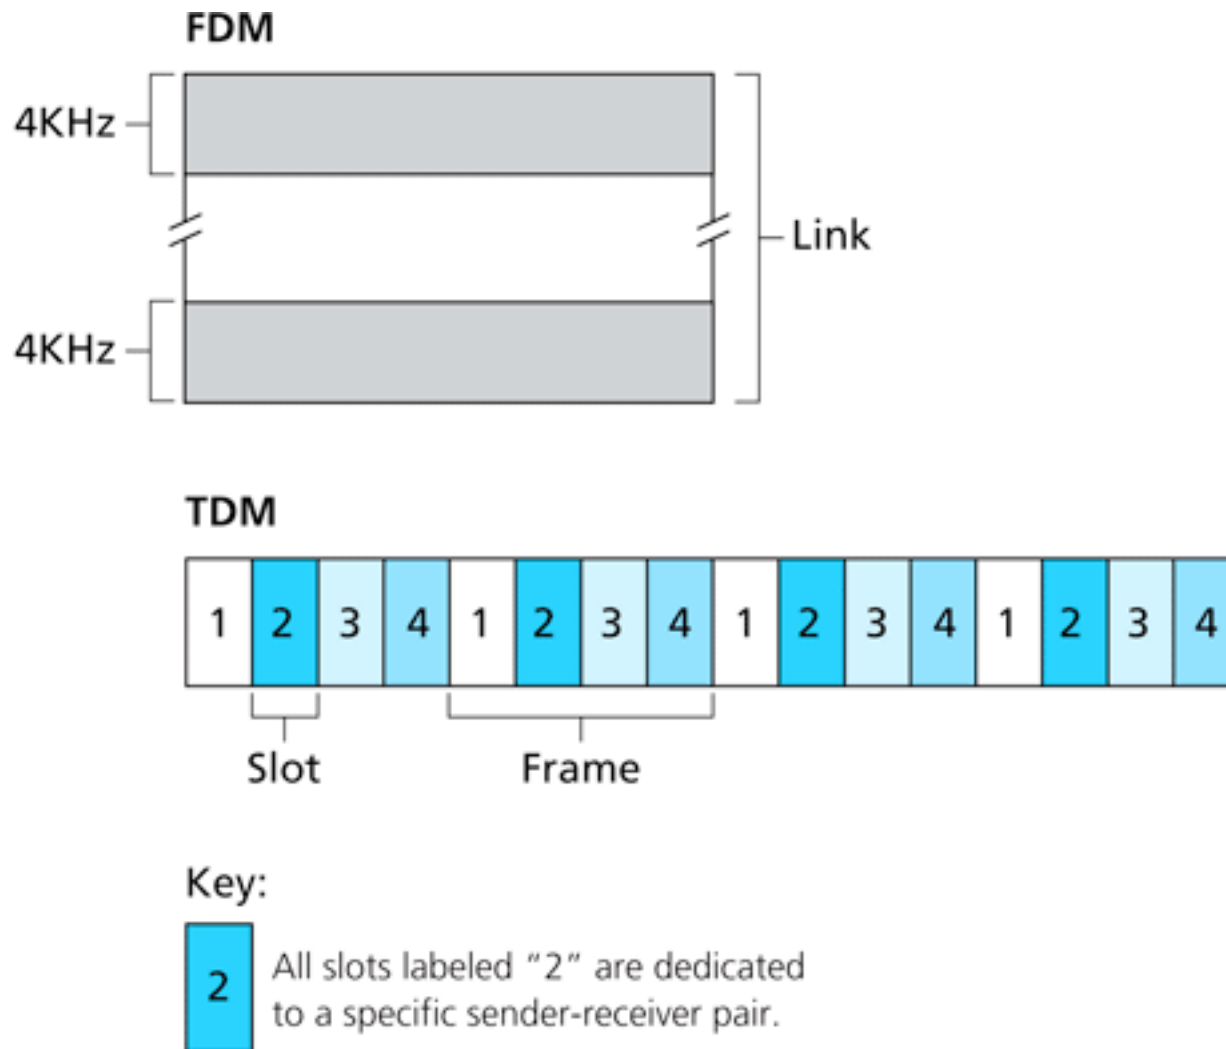 FDM
4KHz
Link
4KHz
TDM
1 2 3 4 1 2 3 4 1 2 3 4 1 2 3 4
Slot Frame
Key:
2
All slots labeled “2” are dedicated
to a specific sender-receiver pair.